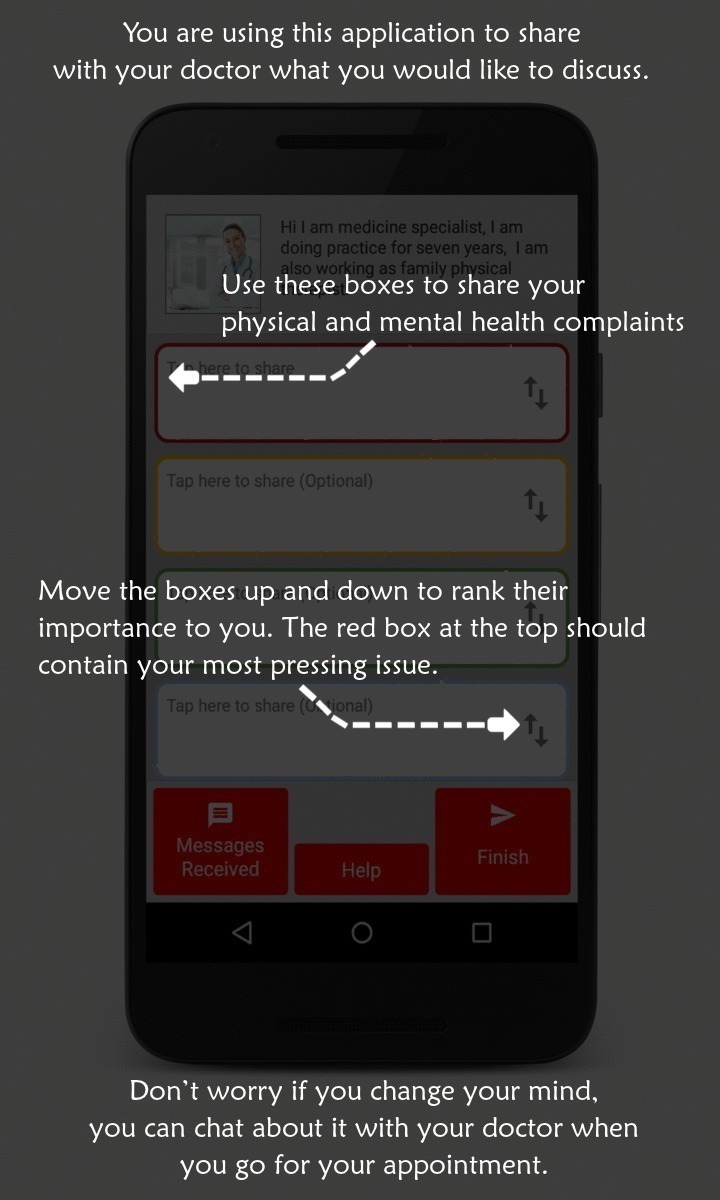 You are using this application to share
with your doctor what you would like to discuss.
Hi I am medicine specialist, I am
doing practice for seven years, I am
also working as family physical
Use these boxes to share your
physical and mental health complaints
Tap here to share
Tap here to share (Optional)
Move the boxes up and down to rank their
importance to you. The red box at the top should
contain your most pressing issue.
Tap here to share (Optional)
Messages
Received
Help
Finish
Don't worry if you change your mind,
you can chat about it with your doctor when
you go for your appointment.